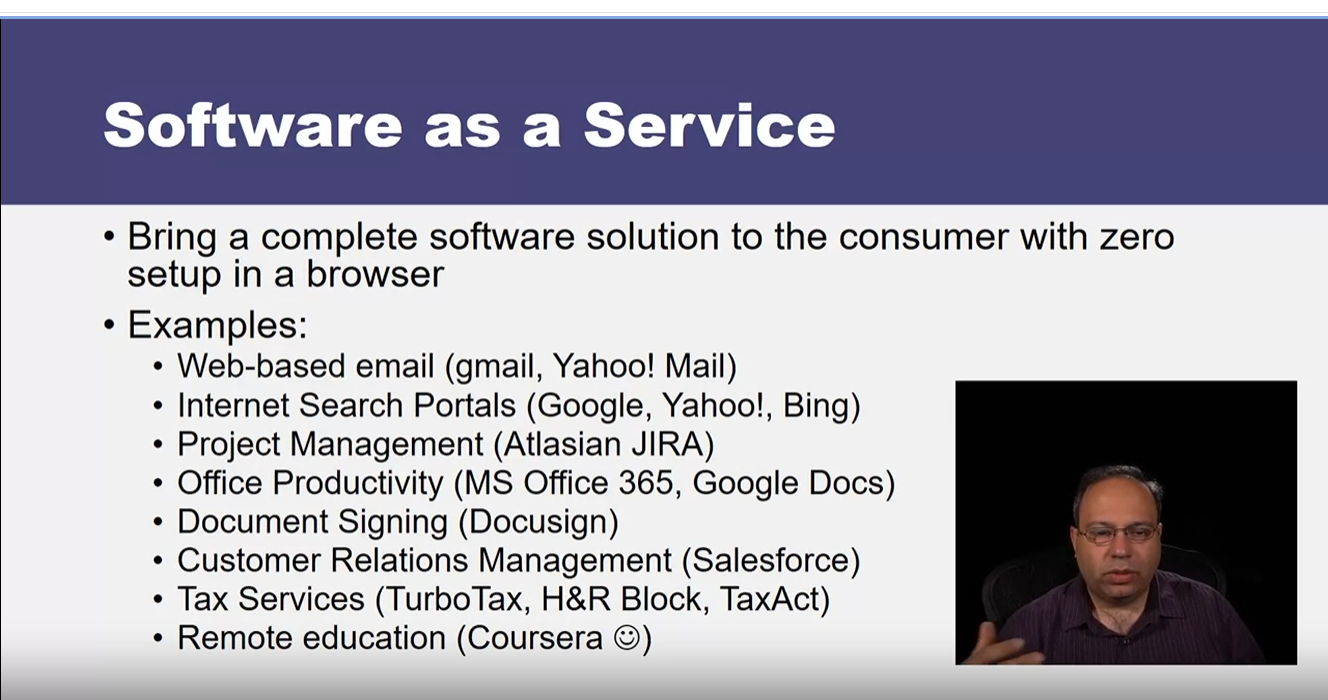 Software as a Service
• Bring a complete software solution to the consumer with zero
setup in a browser
• Examples:
• Web-based email (gmail, Yahoo! Mail)
• Internet Search Portals (Google, Yahoo!, Bing)
• Project Management (Atlasian JIRA)
• Office Productivity (MS Office 365, Google Docs)
• Document Signing (Docusign)
• Customer Relations Management (Salesforce)
• Tax Services (TurboTax, H&R Block, TaxAct)
• Remote education (Coursera ☺)